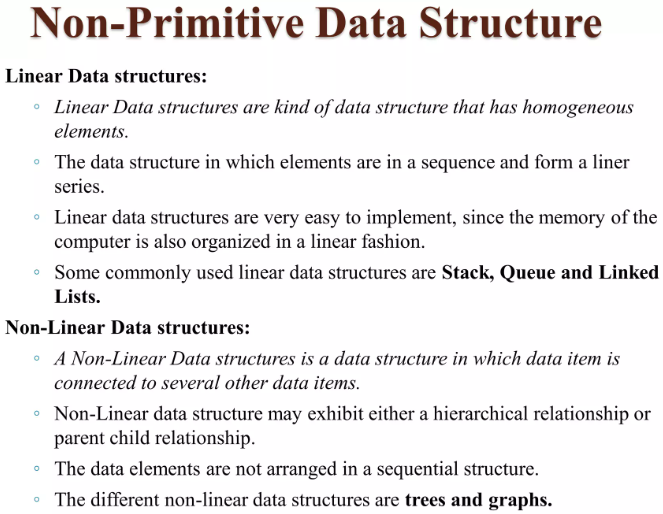 Non-Primitive Data Structure
Linear Data structures:
◦ Linear Data structures are kind of data structure that has homogeneous
elements.
◦ The data structure in which elements are in a sequence and form a liner
series.
◦ Linear data structures are very easy to implement, since the memory of the
computer is also organized in a linear fashion.
◦ Some commonly used linear data structures are Stack, Queue and Linked
Lists.
Non-Linear Data structures:
◦ A Non-Linear Data structures is a data structure in which data item is
connected to several other data items.
◦ Non-Linear data structure may exhibit either a hierarchical relationship or
parent child relationship.
◦ The data elements are not arranged in a sequential structure.
◦ The different non-linear data structures are trees and graphs.